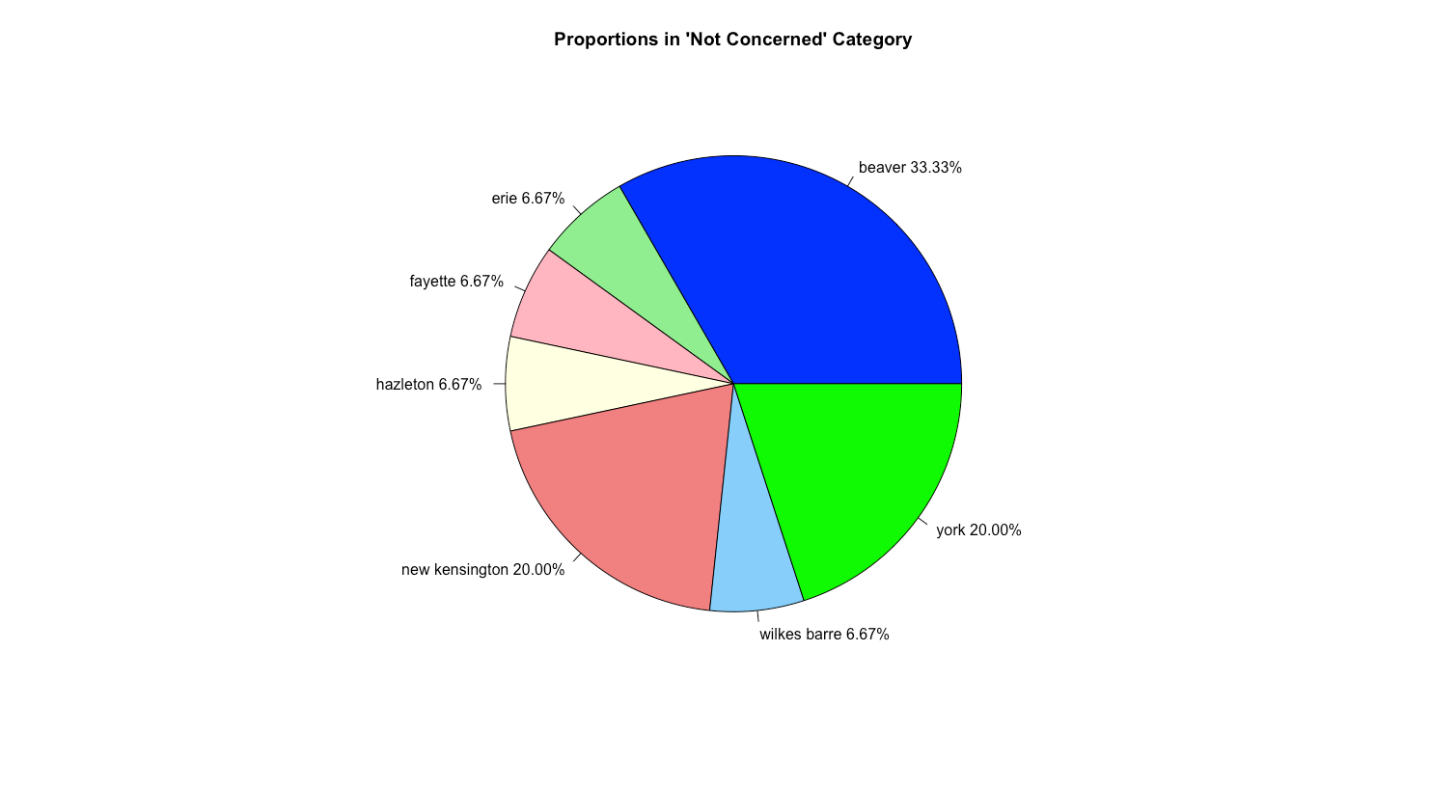 Proportions in 'Not Concerned' Category
beaver 33.33%
erie 6.67%
fayette 6.67%
hazleton 6.67%
new kensington 20.00%
wilkes barre 6.67%
york 20.00%